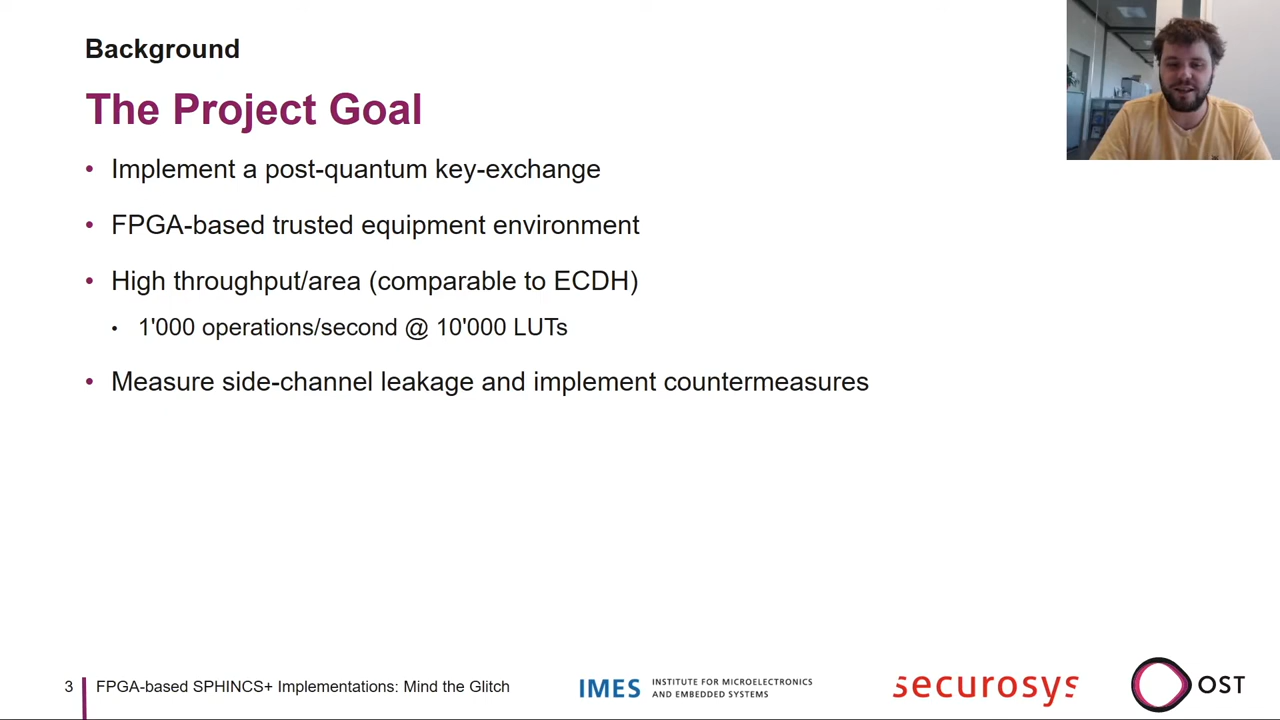 Background
The Project Goal
• Implement a post-quantum key-exchange
• FPGA-based trusted equipment environment
• High throughput/area (comparable to ECDH)
• 1'000 operations/second @ 10'000 LUTs
• Measure side-channel leakage and implement countermeasures
3 FPGA-based SPHINCS+ Implementations: Mind the Glitch
IMES INSTITUTE FOR MICROELECTRONICS
AND EMBEDDED SYSTEMS
securosys
OST